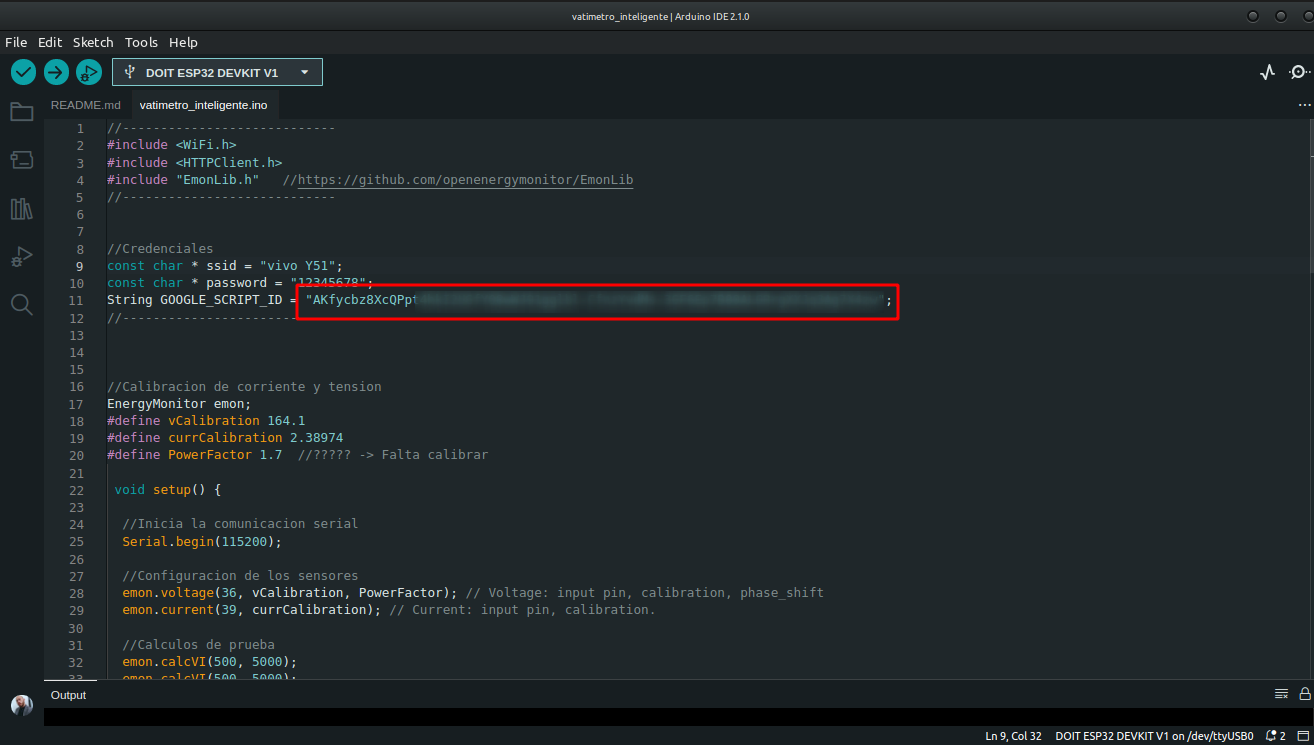 vatimetro_inteligente | Arduino IDE 2.1.0
File Edit Sketch Tools Help
DOIT ESP32 DEVKIT V1
README.md vatimetro_inteligente.ino
1 //----------------------------
2 #include <WiFi.h>
3 #include <HTTPClient.h>
4 #include "EmonLib.h" //https://github.com/openenergymonitor/EmonLib
5 //----------------------------
6
7
8 //Credenciales
9 const char * ssid = "vivo Y51";
10 const char * password = "12345678";
11 String GOOGLE_SCRIPT_ID = "AKfycbz8XcQPpt ";
12 //-------------------------
13
14
15
16 //Calibracion de corriente y tension
17 EnergyMonitor emon;
18 #define vCalibration 164.1
19 #define currCalibration 2.38974
20 #define PowerFactor 1.7 //????? -> Falta calibrar
21
22 void setup() {
23
24 //Inicia la comunicacion serial
25 Serial.begin(115200);
26
27 //Configuracion de los sensores
28 emon.voltage(36, vCalibration, PowerFactor); // Voltage: input pin, calibration, phase_shift
29 emon.current(39, currCalibration); // Current: input pin, calibration.
30
31 //Calculos de prueba
32 emon.calcVI(500, 5000);
33 emon.calcVI(500, 5000);
Output
Ln 9, Col 32 DOIT ESP32 DEVKIT V1 on /dev/ttyUSB0 2